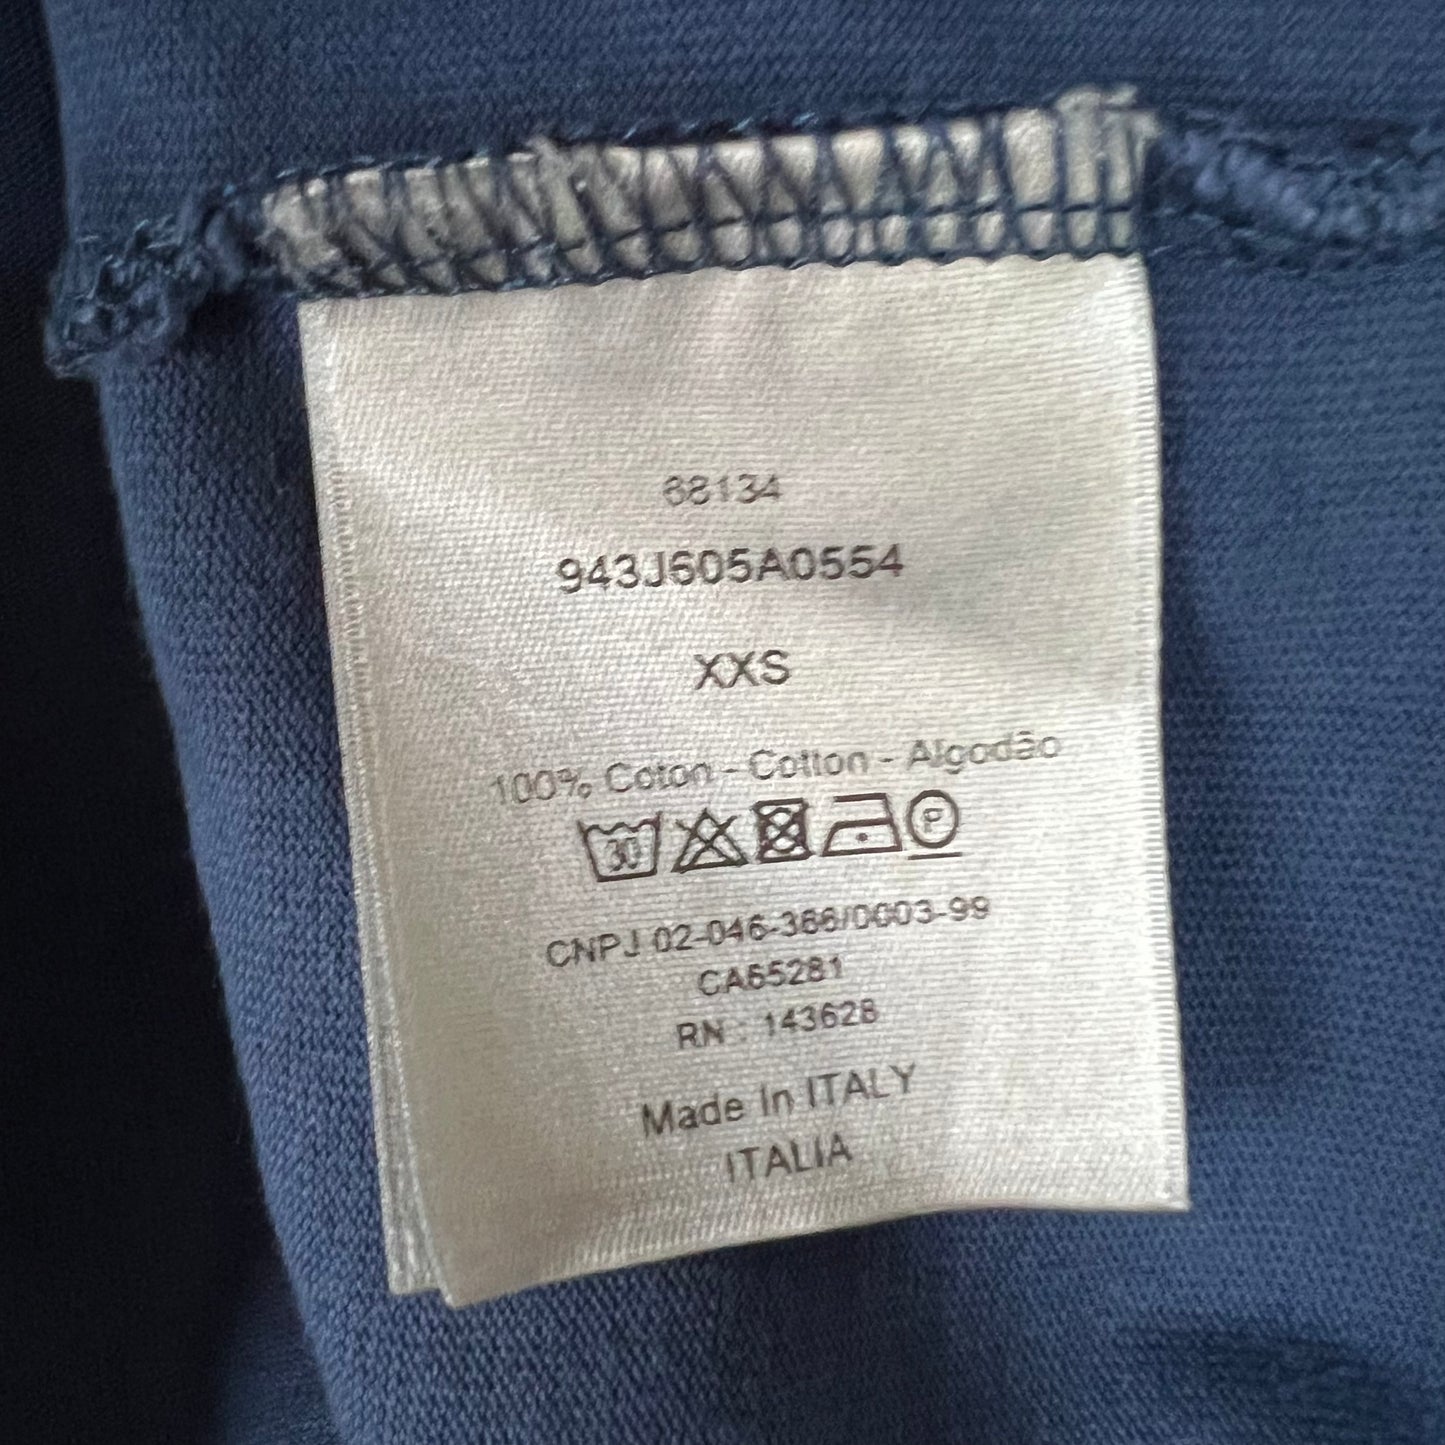 68134
943J605A0554
XXS
100% Coton - Cotton - Algodão
30 P
CNPJ 02-046-366/0003-99
CA65281
RN : 143628
Made In ITALY
ITALIA